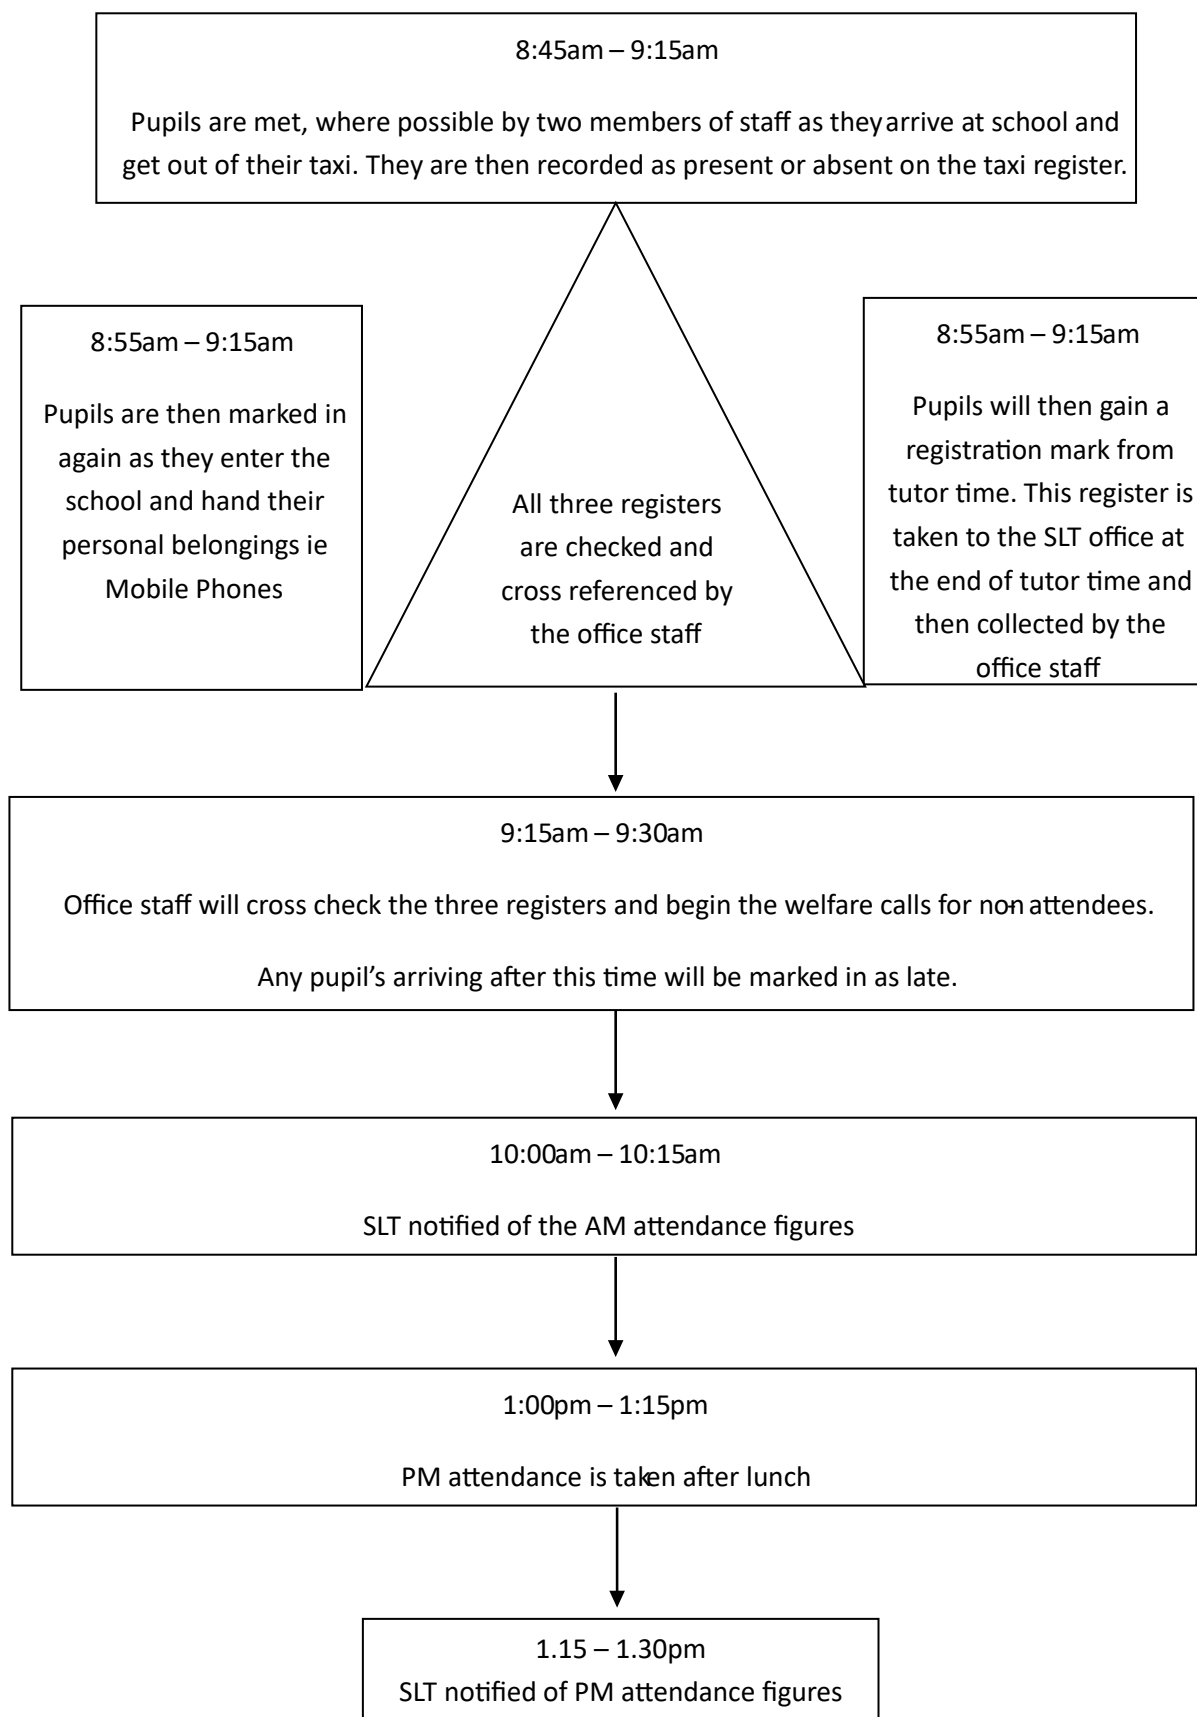 8:45am – 9:15am
Pupils are met, where possible by two members of staff as they arrive at school and
get out of their taxi. They are then recorded as present or absent on the taxi register.
8:55am – 9:15am
Pupils are then marked in
again as they enter the
school and hand their
personal belongings ie
Mobile Phones
All three registers
are checked and
cross referenced by
the office staff
8:55am – 9:15am
Pupils will then gain a
registration mark from
tutor time. This register is
taken to the SLT office at
the end of tutor time and
then collected by the
office staff
9:15am – 9:30am
Office staff will cross check the three registers and begin the welfare calls for non-attendees.
Any pupil’s arriving after this time will be marked in as late.
10:00am – 10:15am
SLT notified of the AM attendance figures
1:00pm – 1:15pm
PM attendance is taken after lunch
1.15 – 1.30pm
SLT notified of PM attendance figures